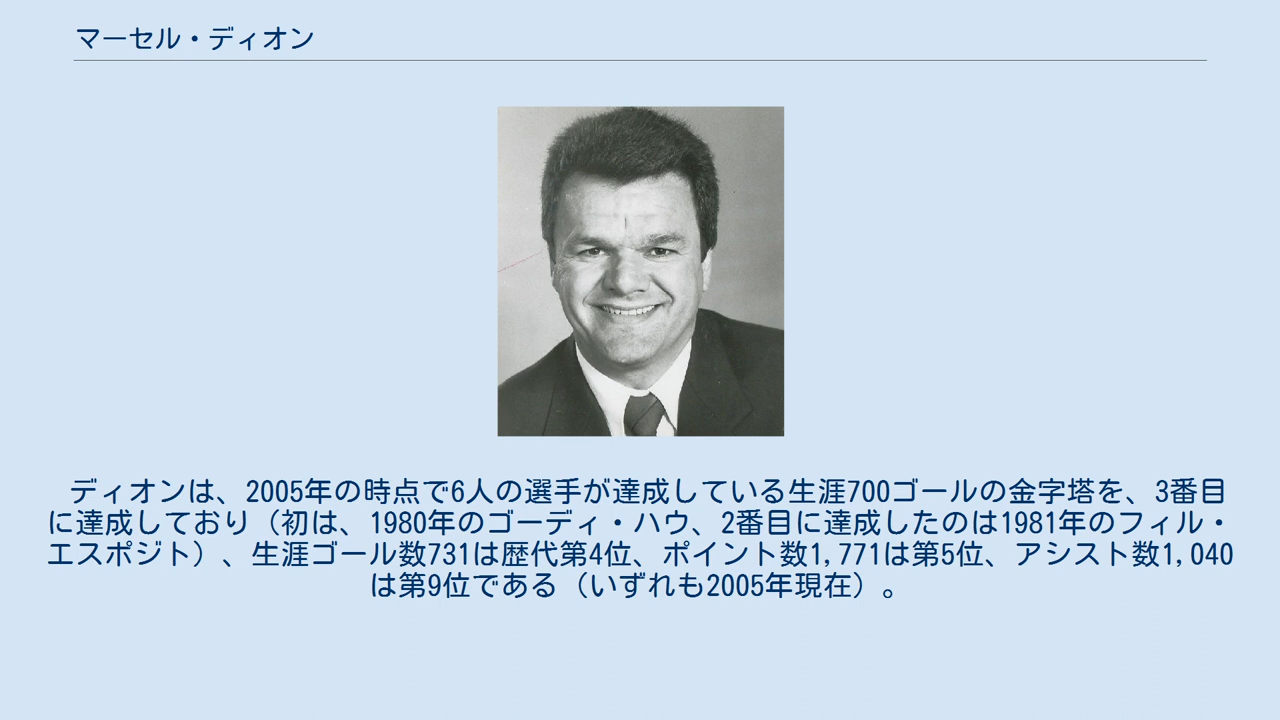 マーセル・ディオン
ディオンは、2005年の時点で6人の選手が達成している生涯700ゴールの金字塔を、3番目
に達成しており（初は、1980年のゴーディ・ハウ、2番目に達成したのは1981年のフィル・
エスポジト）、生涯ゴール数731は歴代第4位、ポイント数1,771は第5位、アシスト数1,040
は第9位である（いずれも2005年現在）。